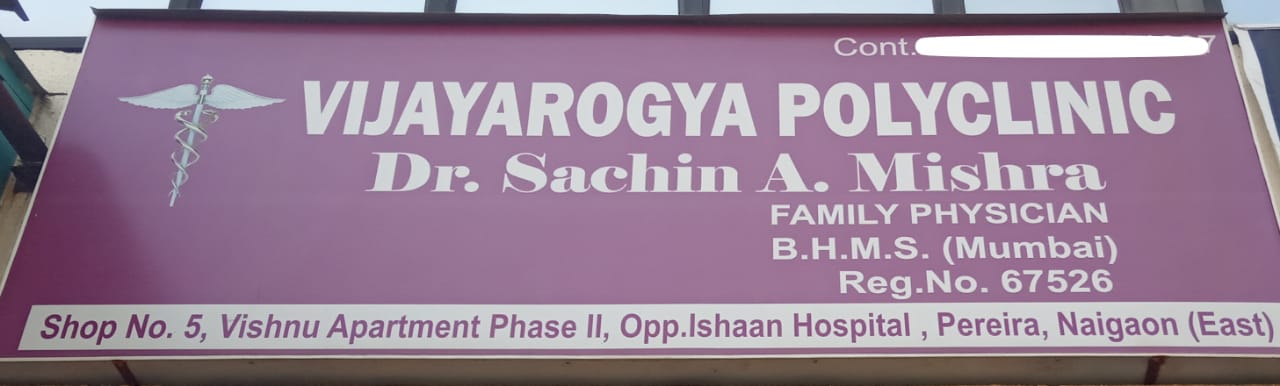 Cont.
VIJAYAROGYA POLYCLINIC
Dr. Sachin A. Mishra
FAMILY PHYSICIAN
B.H.M.S. (Mumbai)
Reg.No. 67526
Shop No. 5, Vishnu Apartment Phase II, Opp.Ishaan Hospital , Pereira, Naigaon (East)